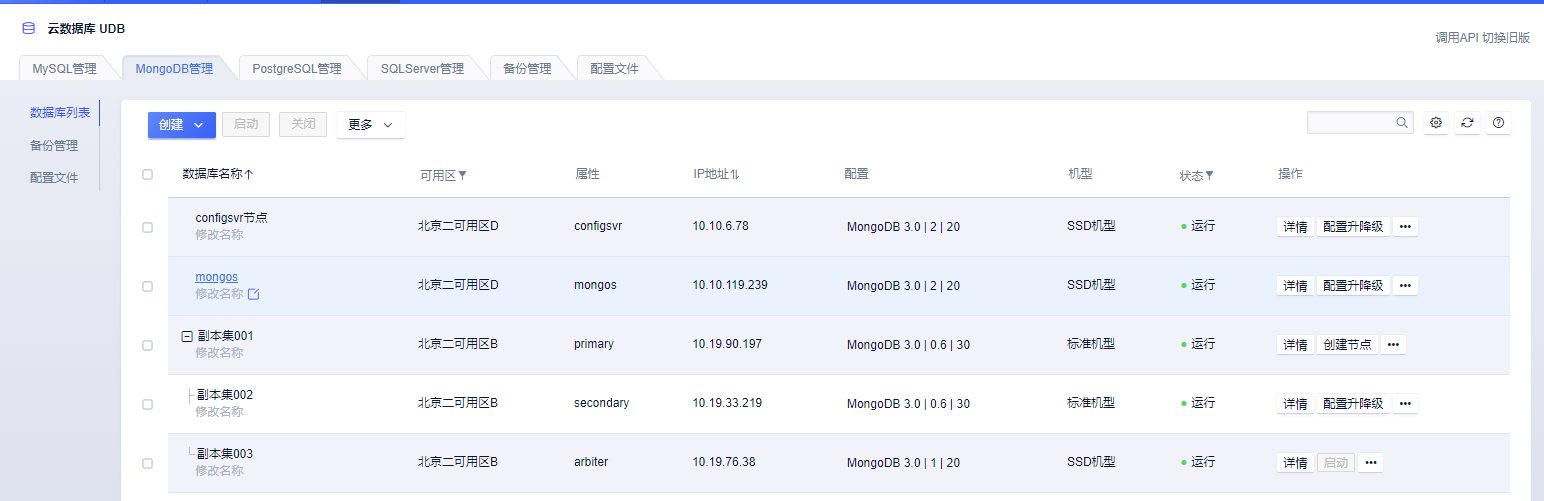 云数据库 UDB
调用API 切换旧版
MySQL管理 MongoDB管理 PostgreSQL管理 SQLServer管理 备份管理 配置文件
数据库列表
备份管理
配置文件
创建 启动 关闭 更多
数据库名称↑ 可用区 属性 IP地址⇅ 配置 机型 状态 操作
configsvr节点 北京二可用区D configsvr 10.10.6.78 MongoDB 3.0 | 2 | 20 SSD机型 运行 详情 配置升降级 •••
修改名称
mongos 北京二可用区D mongos 10.10.119.239 MongoDB 3.0 | 2 | 20 SSD机型 运行 详情 配置升降级 •••
修改名称
副本集001 北京二可用区B primary 10.19.90.197 MongoDB 3.0 | 0.6 | 30 标准机型 运行 详情 创建节点 •••
修改名称
副本集002 北京二可用区B secondary 10.19.33.219 MongoDB 3.0 | 0.6 | 30 标准机型 运行 详情 配置升降级 •••
修改名称
副本集003 北京二可用区B arbiter 10.19.76.38 MongoDB 3.0 | 1 | 20 SSD机型 运行 详情 启动 •••
修改名称